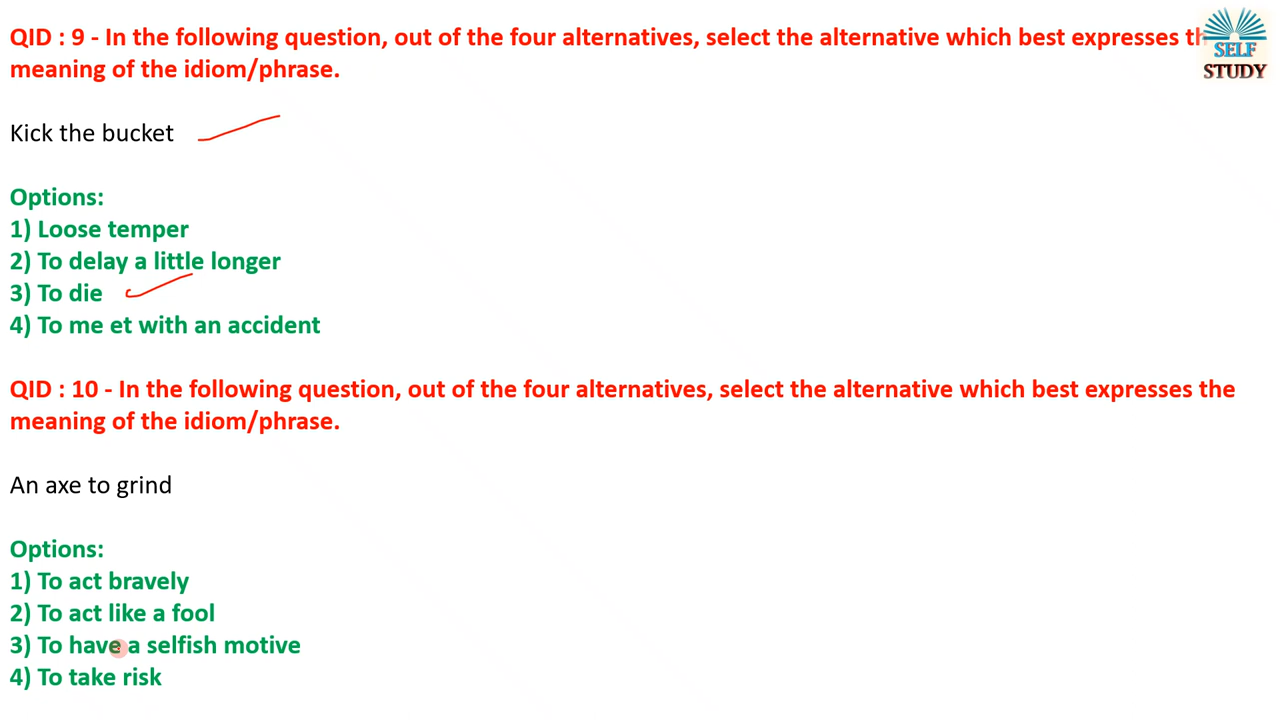 QID : 9 - In the following question, out of the four alternatives, select the alternative which best expresses
meaning of the idiom/phrase.
SELF
STUDY
Kick the bucket
Options:
1) Loose temper
2) To delay a little longer
3) To die
4) To me et with an accident
QID : 10 - In the following question, out of the four alternatives, select the alternative which best expresses the
meaning of the idiom/phrase.
An axe to grind
Options:
1) To act bravely
2) To act like a fool
3) To have a selfish motive
4) To take risk